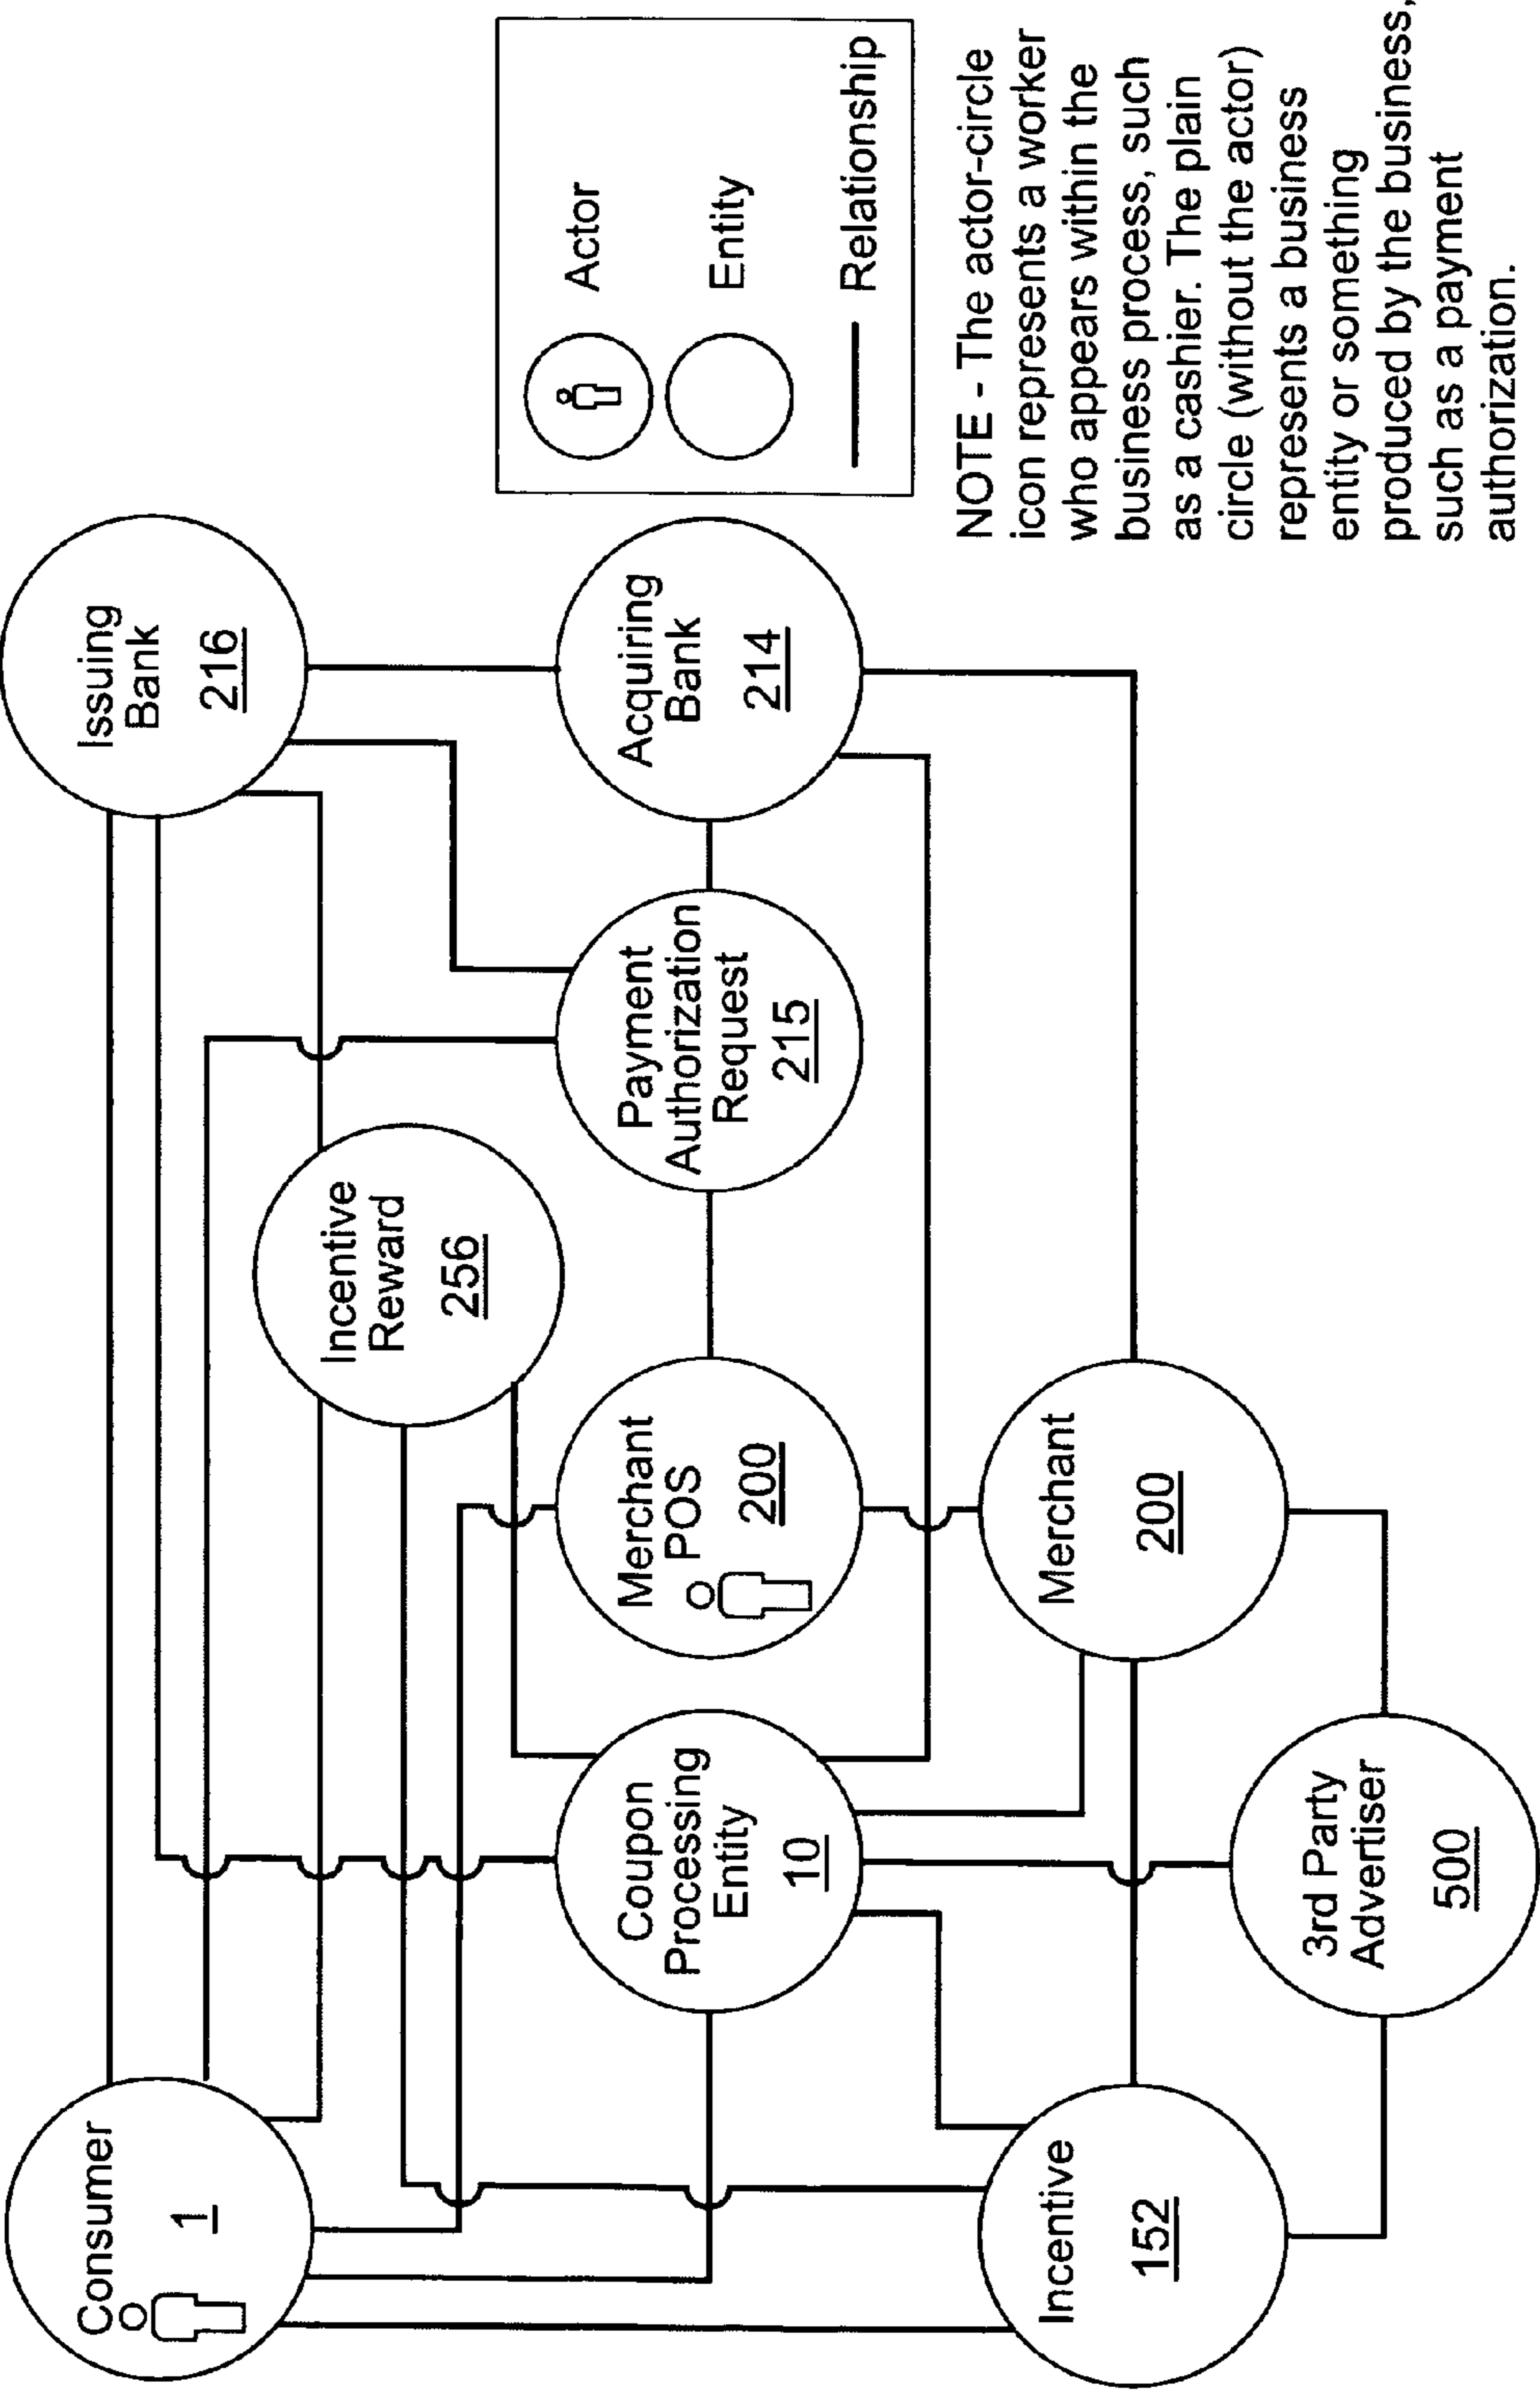 Consumer
1
Issuing
Bank
216
Incentive
Reward
256
Coupon
Processing
Entity
10
Merchant
POS
200
Payment
Authorization
Request
215
Acquiring
Bank
214
Incentive
152
Merchant
200
3rd Party
Advertiser
500
Actor
Entity
Relationship
NOTE - The actor-circle
icon represents a worker
who appears within the
business process, such
as a cashier. The plain
circle (without the actor)
represents a business
entity or something
produced by the business,
such as a payment
authorization.